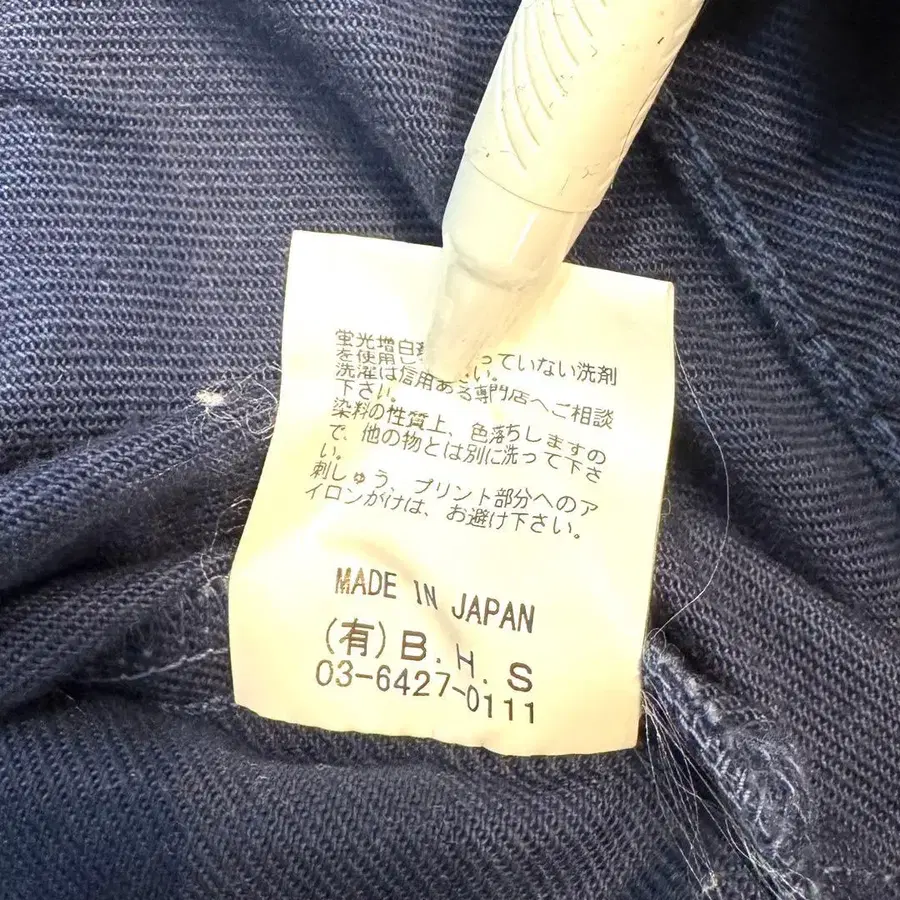 蛍光増白 っていない洗剤
を使用し い。
洗濯は信用ある専門店へご相談
下さい。
染料の性質上、色落ちしますの
で、他の物とは別に洗って下さ
い。
刺しゅう、プリント部分へのア
イロンがけは、お避け下さい。
MADE IN JAPAN
(有)B.H.S
03-6427-0111